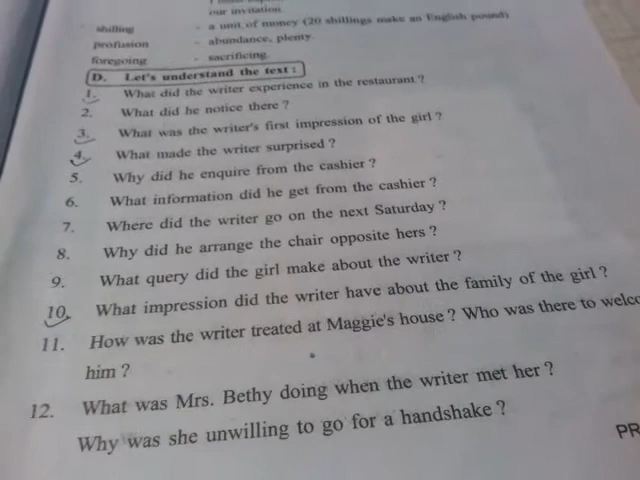 our invitation.
shilling - a unit of money (20 shillings make an English pound)
profusion - abundance, plenty.
foregoing - sacrificing.
D. Let's understand the text :
1. What did the writer experience in the restaurant ?
2. What did he notice there ?
3. What was the writer's first impression of the girl ?
4. What made the writer surprised ?
5. Why did he enquire from the cashier ?
6. What information did he get from the cashier ?
7. Where did the writer go on the next Saturday ?
8. Why did he arrange the chair opposite hers ?
9. What query did the girl make about the writer ?
10. What impression did the writer have about the family of the girl ?
11. How was the writer treated at Maggie's house ? Who was there to welco
him ?
12. What was Mrs. Bethy doing when the writer met her ?
Why was she unwilling to go for a handshake ?
PR